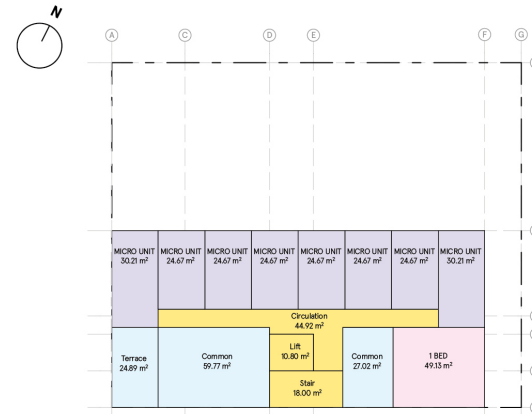 N
A
C
D
E
F
G
MICRO UNIT
30.21 m²
MICRO UNIT
24.67 m²
MICRO UNIT
24.67 m²
MICRO UNIT
24.67 m²
MICRO UNIT
24.67 m²
MICRO UNIT
24.67 m²
MICRO UNIT
24.67 m²
MICRO UNIT
30.21 m²
Circulation
44.92 m²
Lift
10.80 m²
Terrace
24.89 m²
Common
59.77 m²
Common
27.02 m²
1 BED
49.13 m²
Stair
18.00 m²